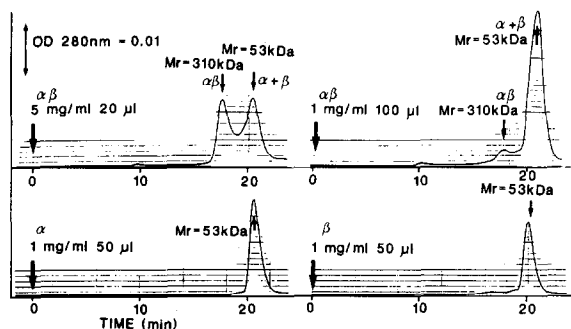 OD 280nm = 0.01
Mr=53kDa
Mr=310kDa
αβ
α+β
αβ
5 mg/ml 20 μl
0
10
20
α+β
Mr=53kDa
αβ
αβ
1 mg/ml 100 μl
Mr=310kDa
0
10
20
α
1 mg/ml 50 μl
Mr=53kDa
0
10
20
Mr=53kDa
β
1 mg/ml 50 μl
0
10
20
TIME (min)